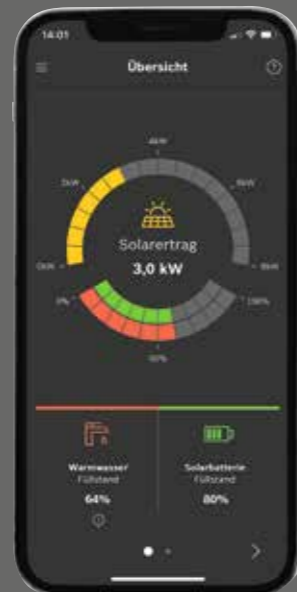 14:01
Übersicht
4kW
2kW
6kW
Solarertrag
0kW
3,0 kW
8kW
0%
100%
50%
Warmwasser
Füllstand
64%
Solarbatterie
Füllstand
80%